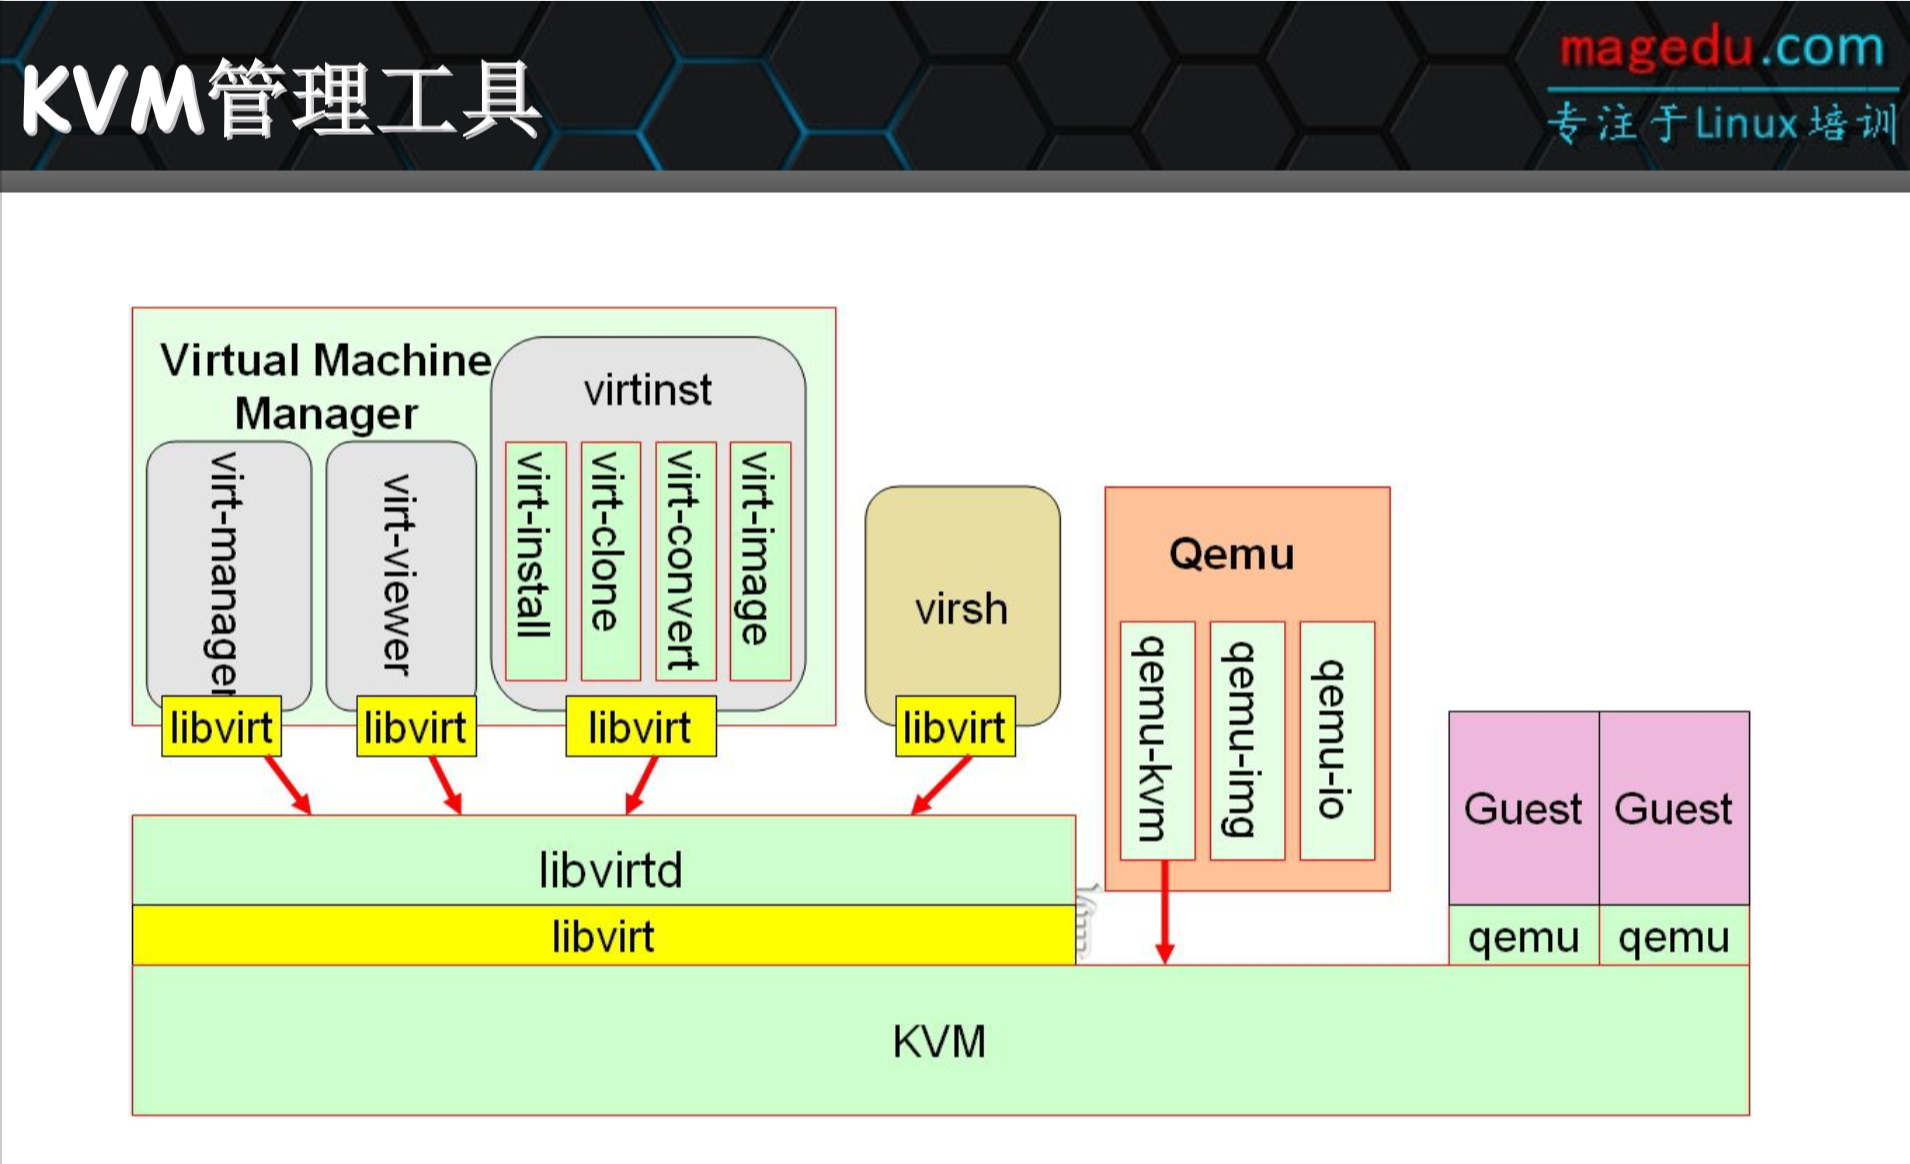 KVM管理工具
magedu.com
专注于Linux培训
Virtual Machine
Manager
virtinst
virt-manager
virt-viewer
virt-install
virt-clone
virt-convert
virt-image
virsh
Qemu
qemu-kvm
qemu-img
qemu-io
libvirt
libvirt
libvirt
libvirt
Guest
Guest
libvirtd
libvirt
qemu
qemu
KVM